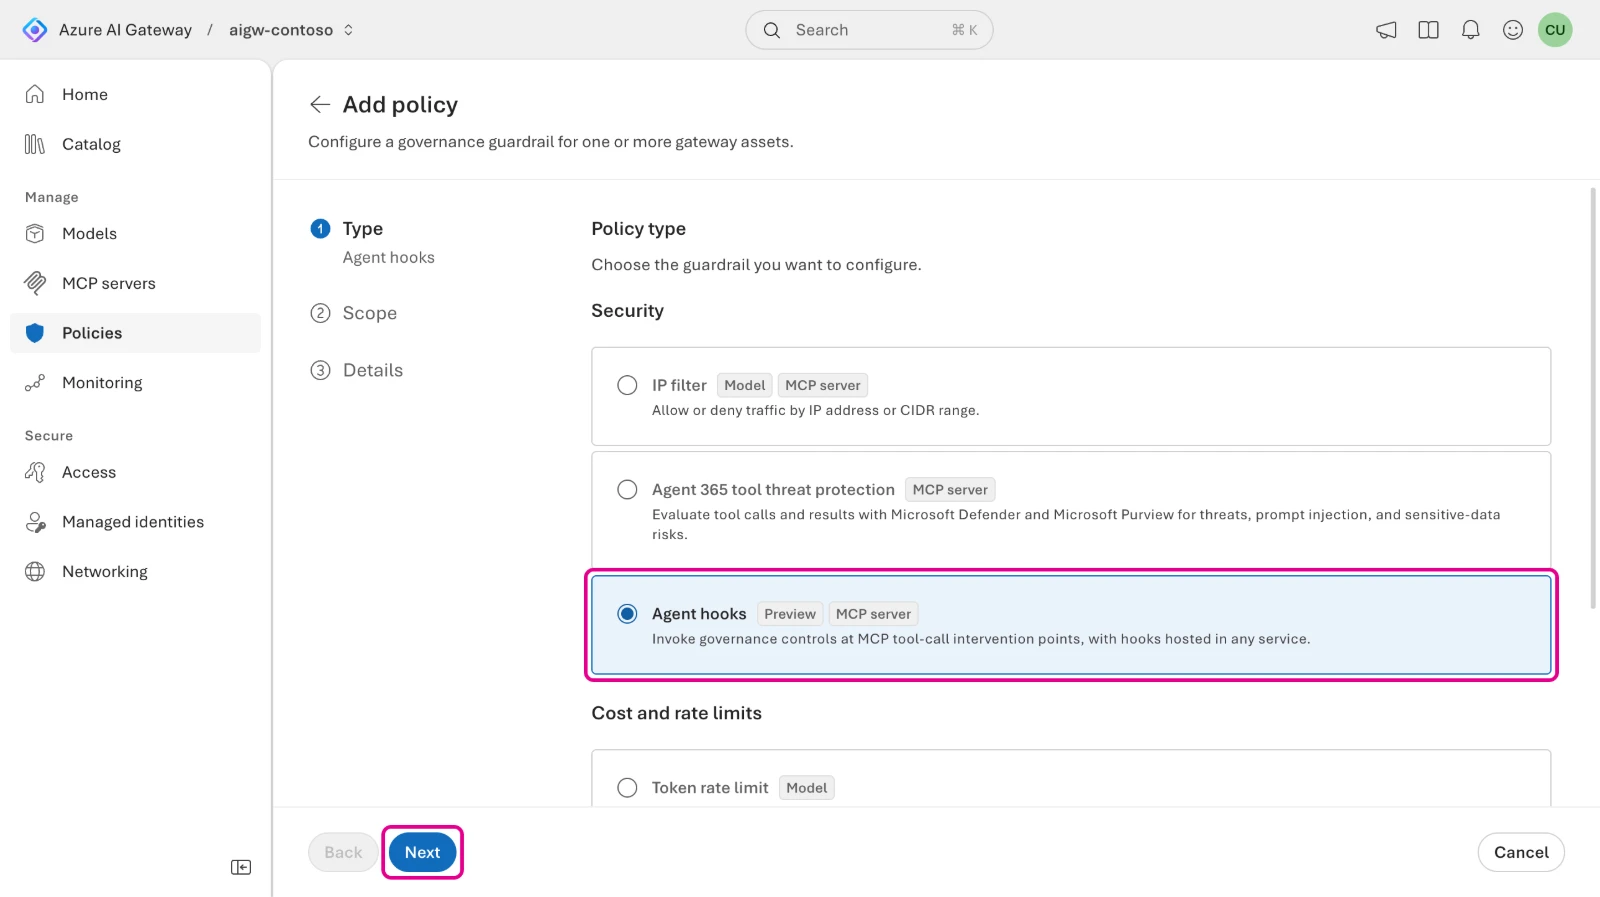 Azure AI Gateway / aigw-contoso
Search ⌘ K
CU
Home
Catalog
Manage
Models
MCP servers
Policies
Monitoring
Secure
Access
Managed identities
Networking
Add policy
Configure a governance guardrail for one or more gateway assets.
1 Type
Agent hooks
2 Scope
3 Details
Policy type
Choose the guardrail you want to configure.
Security
IP filter Model MCP server
Allow or deny traffic by IP address or CIDR range.
Agent 365 tool threat protection MCP server
Evaluate tool calls and results with Microsoft Defender and Microsoft Purview for threats, prompt injection, and sensitive-data
risks.
Agent hooks Preview MCP server
Invoke governance controls at MCP tool-call intervention points, with hooks hosted in any service.
Cost and rate limits
Token rate limit Model
Back Next Cancel